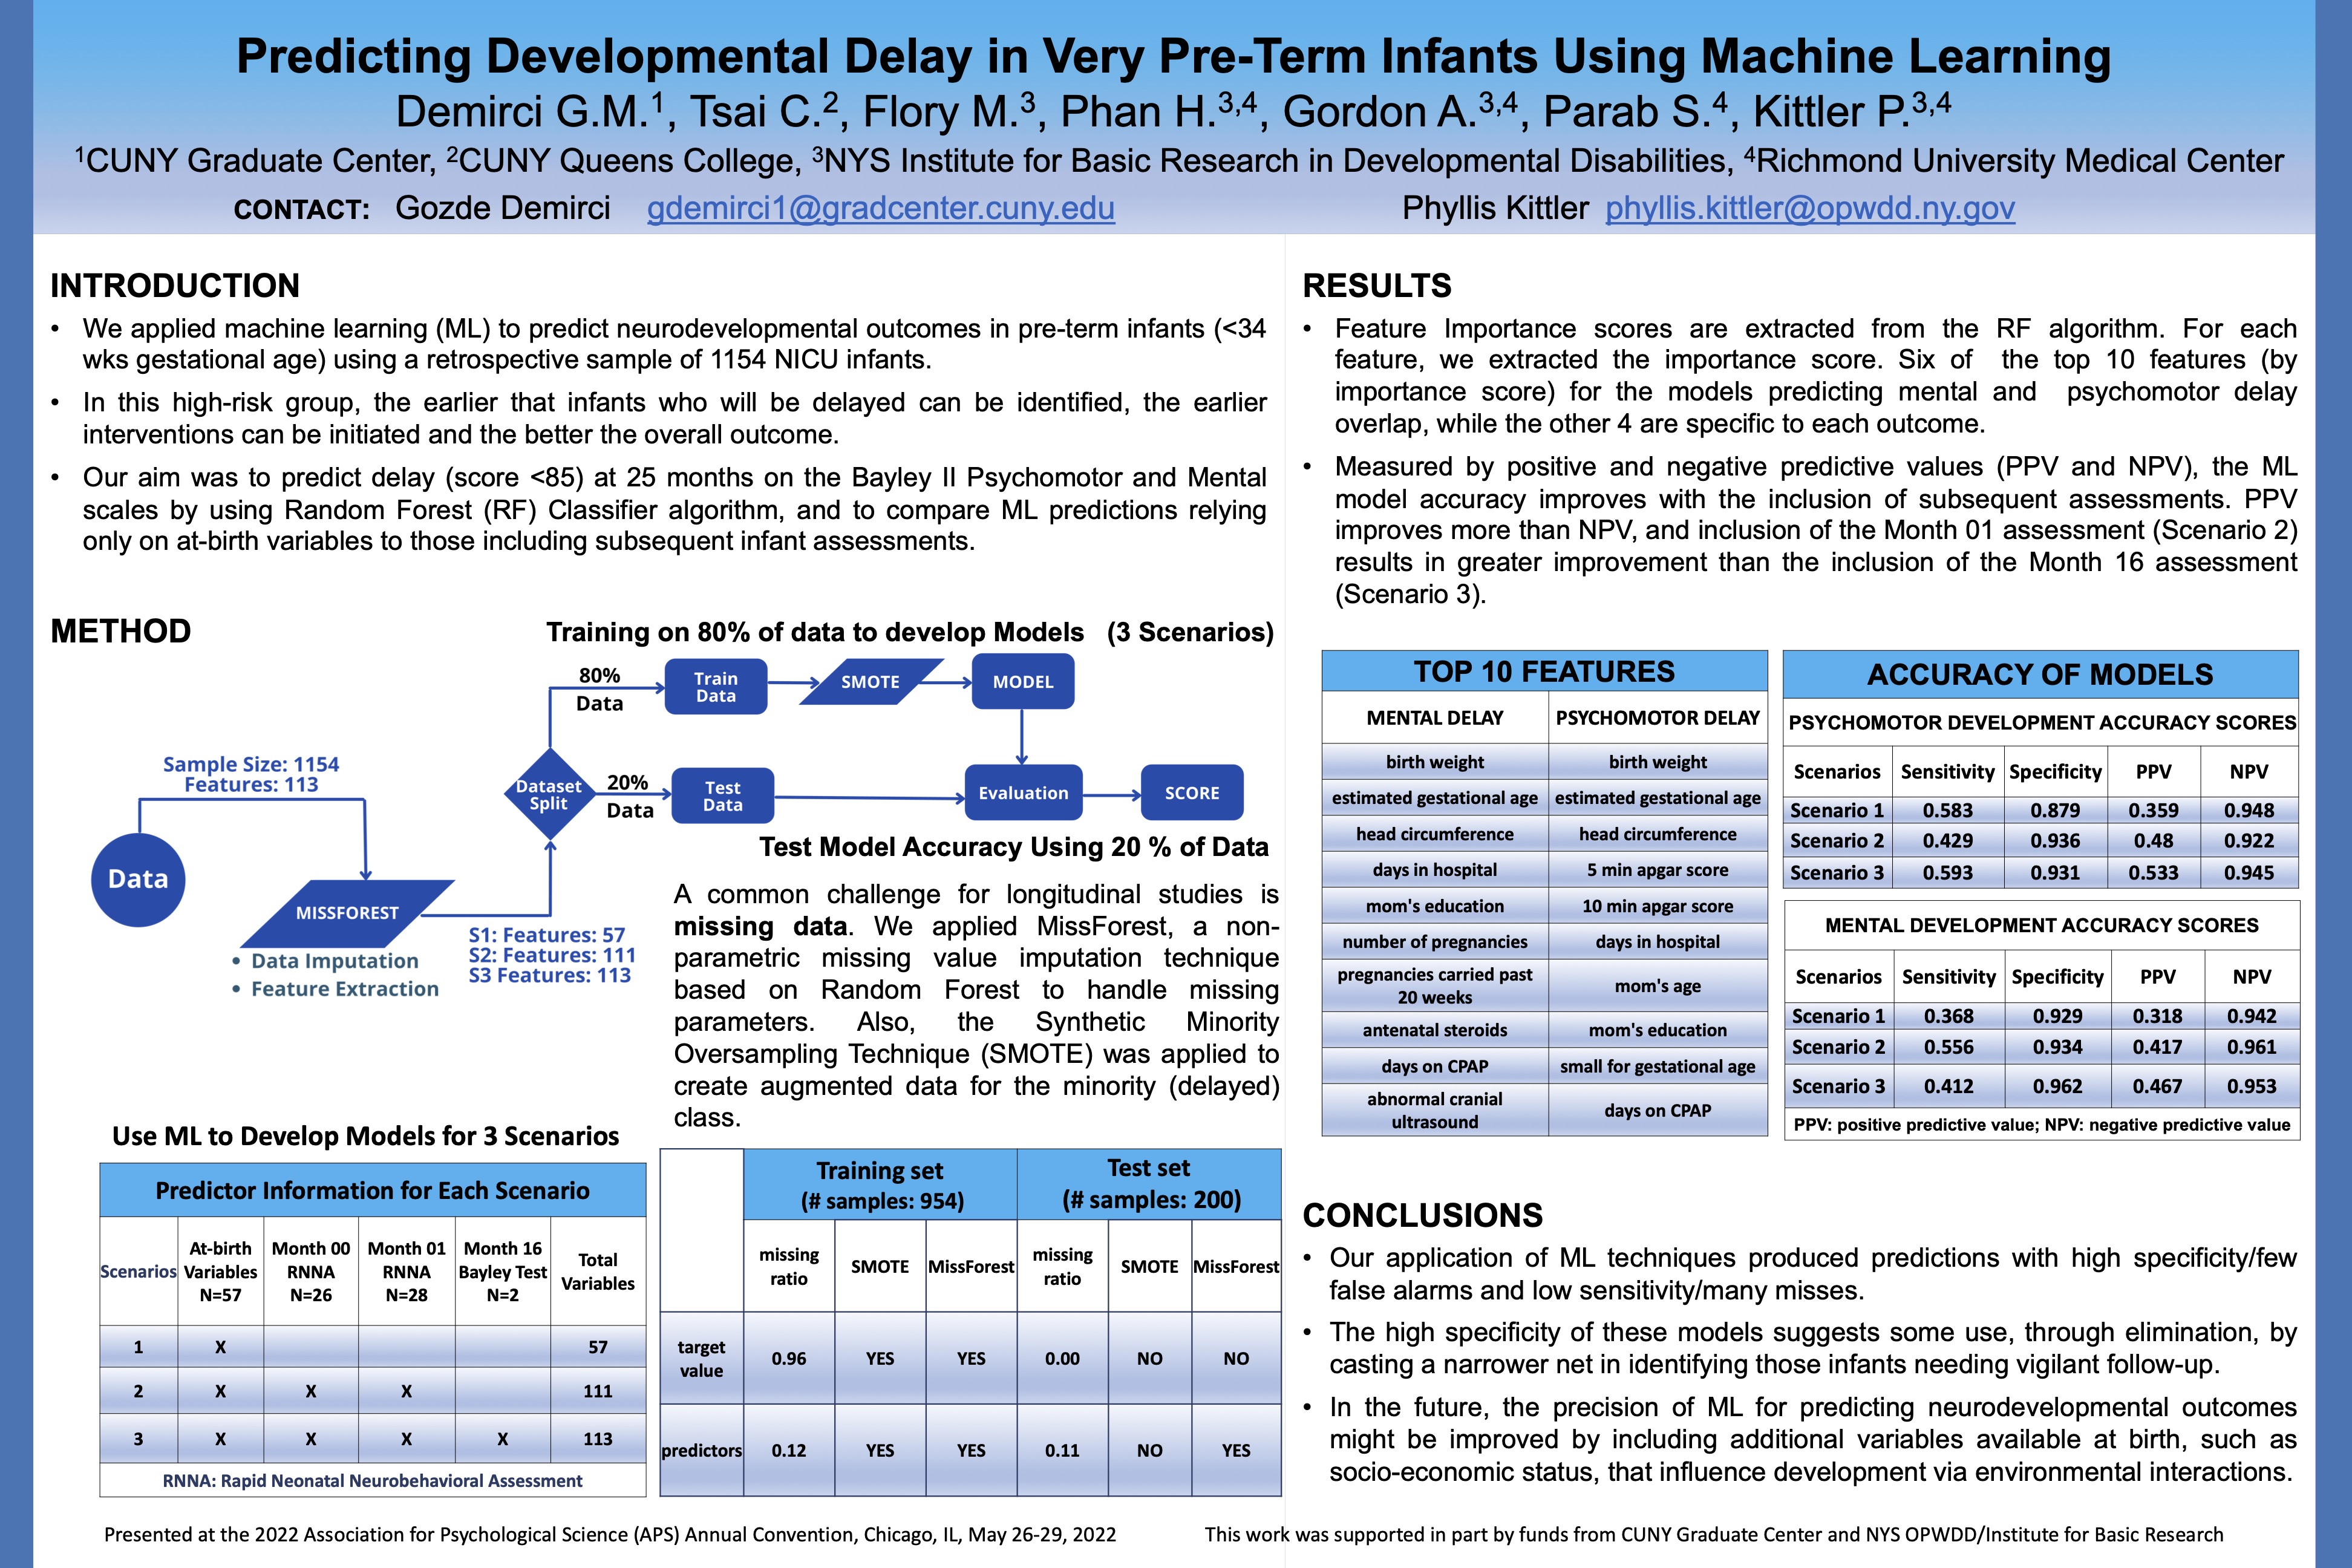 Predicting Developmental Delay in Very Pre-Term Infants Using Machine Learning
Demirci G.M.¹, Tsai C.², Flory M.³, Phan H.³,⁴, Gordon A.³,⁴, Parab S.⁴, Kittler P.³,⁴
¹CUNY Graduate Center, ²CUNY Queens College, ³NYS Institute for Basic Research in Developmental Disabilities, ⁴Richmond University Medical Center
CONTACT: Gozde Demirci gdemirci1@gradcenter.cuny.edu Phyllis Kittler phyllis.kittler@opwdd.ny.gov
INTRODUCTION
• We applied machine learning (ML) to predict neurodevelopmental outcomes in pre-term infants (<34
wks gestational age) using a retrospective sample of 1154 NICU infants.
• In this high-risk group, the earlier that infants who will be delayed can be identified, the earlier
interventions can be initiated and the better the overall outcome.
• Our aim was to predict delay (score <85) at 25 months on the Bayley II Psychomotor and Mental
scales by using Random Forest (RF) Classifier algorithm, and to compare ML predictions relying
only on at-birth variables to those including subsequent infant assessments.
METHOD
Training on 80% of data to develop Models (3 Scenarios)
80%
Data
Train
Data
SMOTE
MODEL
Sample Size: 1154
Features: 113
Dataset
Split
20%
Data
Test
Data
Evaluation
SCORE
Data
MISSFOREST
• Data Imputation
• Feature Extraction
S1: Features: 57
S2: Features: 111
S3 Features: 113
Test Model Accuracy Using 20 % of Data
A common challenge for longitudinal studies is
missing data. We applied MissForest, a non-
parametric missing value imputation technique
based on Random Forest to handle missing
parameters. Also, the Synthetic Minority
Oversampling Technique (SMOTE) was applied to
create augmented data for the minority (delayed)
class.
Use ML to Develop Models for 3 Scenarios
Predictor Information for Each Scenario
Scenarios | At-birth Variables N=57 | Month 00 RNNA N=26 | Month 01 RNNA N=28 | Month 16 Bayley Test N=2 | Total Variables
1 X 57
2 X X X 111
3 X X X X 113
RNNA: Rapid Neonatal Neurobehavioral Assessment
Training set (# samples: 954) | Test set (# samples: 200)
missing ratio | SMOTE | MissForest | missing ratio | SMOTE | MissForest
target value 0.96 YES YES 0.00 NO NO
predictors 0.12 YES YES 0.11 NO YES
RESULTS
• Feature Importance scores are extracted from the RF algorithm. For each
feature, we extracted the importance score. Six of the top 10 features (by
importance score) for the models predicting mental and psychomotor delay
overlap, while the other 4 are specific to each outcome.
• Measured by positive and negative predictive values (PPV and NPV), the ML
model accuracy improves with the inclusion of subsequent assessments. PPV
improves more than NPV, and inclusion of the Month 01 assessment (Scenario 2)
results in greater improvement than the inclusion of the Month 16 assessment
(Scenario 3).
TOP 10 FEATURES
MENTAL DELAY | PSYCHOMOTOR DELAY
birth weight | birth weight
estimated gestational age | estimated gestational age
head circumference | head circumference
days in hospital | 5 min apgar score
mom's education | 10 min apgar score
number of pregnancies | days in hospital
pregnancies carried past 20 weeks | mom's age
antenatal steroids | mom's education
days on CPAP | small for gestational age
abnormal cranial ultrasound | days on CPAP
ACCURACY OF MODELS
PSYCHOMOTOR DEVELOPMENT ACCURACY SCORES
Scenarios | Sensitivity | Specificity | PPV | NPV
Scenario 1 0.583 0.879 0.359 0.948
Scenario 2 0.429 0.936 0.48 0.922
Scenario 3 0.593 0.931 0.533 0.945
MENTAL DEVELOPMENT ACCURACY SCORES
Scenarios | Sensitivity | Specificity | PPV | NPV
Scenario 1 0.368 0.929 0.318 0.942
Scenario 2 0.556 0.934 0.417 0.961
Scenario 3 0.412 0.962 0.467 0.953
PPV: positive predictive value; NPV: negative predictive value
CONCLUSIONS
• Our application of ML techniques produced predictions with high specificity/few
false alarms and low sensitivity/many misses.
• The high specificity of these models suggests some use, through elimination, by
casting a narrower net in identifying those infants needing vigilant follow-up.
• In the future, the precision of ML for predicting neurodevelopmental outcomes
might be improved by including additional variables available at birth, such as
socio-economic status, that influence development via environmental interactions.
Presented at the 2022 Association for Psychological Science (APS) Annual Convention, Chicago, IL, May 26-29, 2022
This work was supported in part by funds from CUNY Graduate Center and NYS OPWDD/Institute for Basic Research